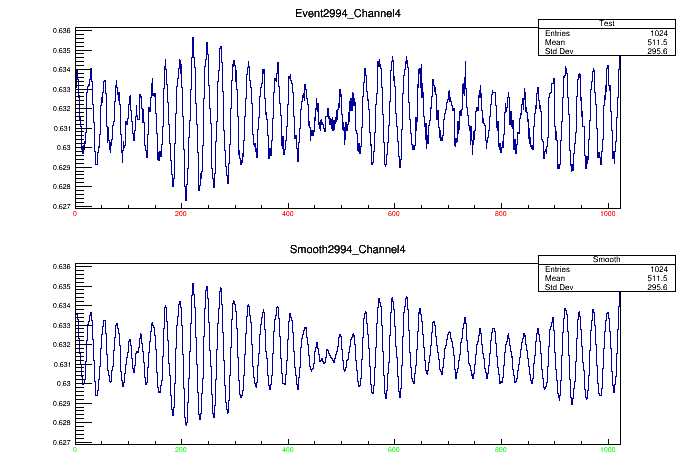 Event2994_Channel4
Test
Entries 1024
Mean 511.5
Std Dev 295.6
0.636
0.635
0.634
0.633
0.632
0.631
0.63
0.629
0.628
0.627
0 200 400 600 800 1000
Smooth2994_Channel4
Smooth
Entries 1024
Mean 511.5
Std Dev 295.6
0.636
0.635
0.634
0.633
0.632
0.631
0.63
0.629
0.628
0.627
0 200 400 600 800 1000